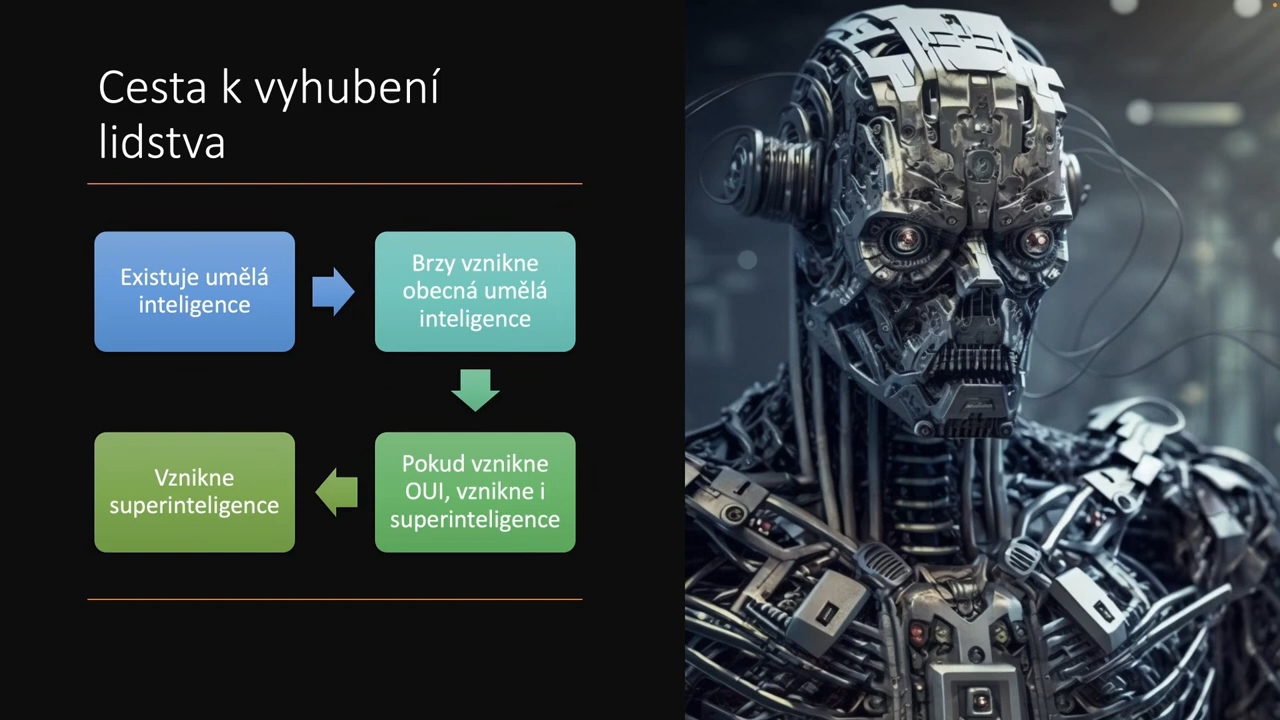 Cesta k vyhubení
lidstva
Existuje umělá
inteligence
Brzy vznikne
obecná umělá
inteligence
Pokud vznikne
OUI, vznikne i
superinteligence
Vznikne
superinteligence